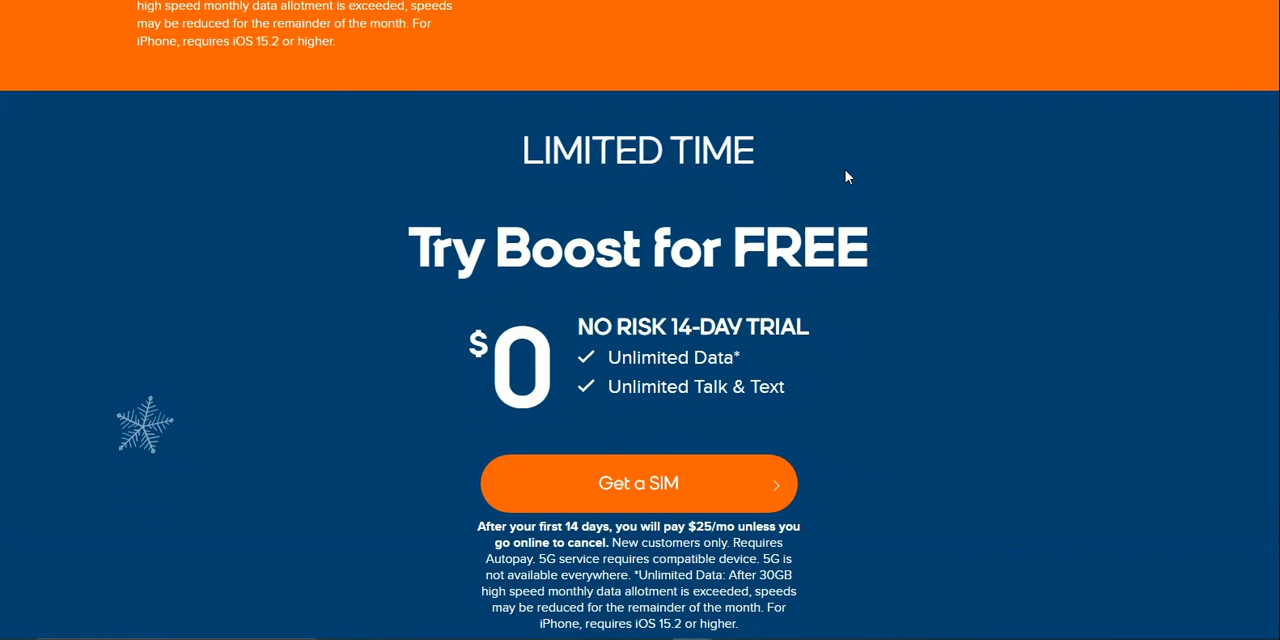 high speed monthly data allotment is exceeded, speeds
may be reduced for the remainder of the month. For
iPhone, requires iOS 15.2 or higher.
LIMITED TIME
Try Boost for FREE
$0
NO RISK 14-DAY TRIAL
Unlimited Data*
Unlimited Talk & Text
Get a SIM
After your first 14 days, you will pay $25/mo unless you
go online to cancel. New customers only. Requires
Autopay. 5G service requires compatible device. 5G is
not available everywhere. *Unlimited Data: After 30GB
high speed monthly data allotment is exceeded, speeds
may be reduced for the remainder of the month. For
iPhone, requires iOS 15.2 or higher.